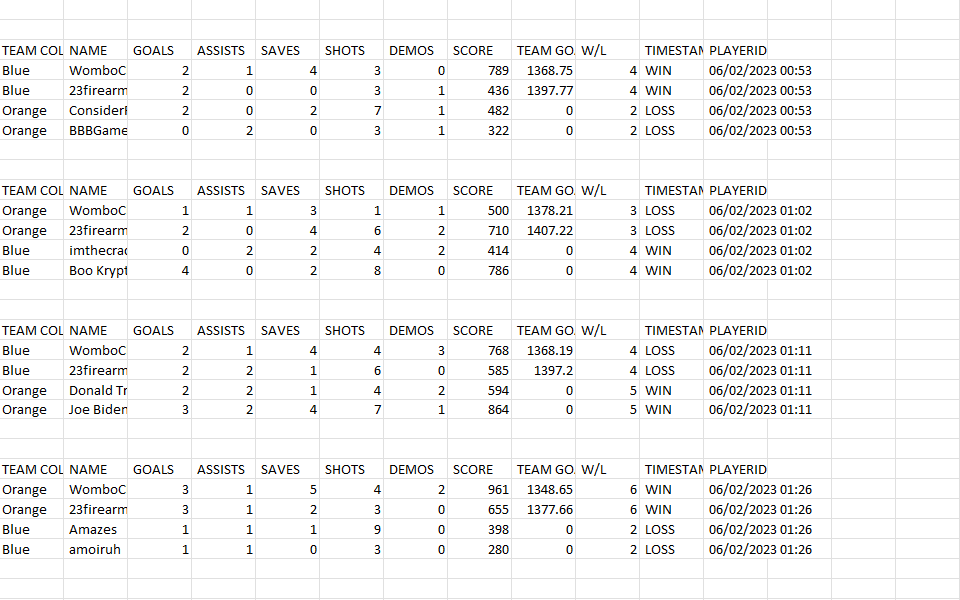 TEAM COL NAME GOALS ASSISTS SAVES SHOTS DEMOS SCORE TEAM GO. W/L TIMESTAM PLAYERID
Blue WomboC 2 1 4 3 0 789 1368.75 4 WIN 06/02/2023 00:53
Blue 23firearm 2 0 0 3 1 436 1397.77 4 WIN 06/02/2023 00:53
Orange Consider 2 0 2 7 1 482 0 2 LOSS 06/02/2023 00:53
Orange BBBGame 0 2 0 3 1 322 0 2 LOSS 06/02/2023 00:53
TEAM COL NAME GOALS ASSISTS SAVES SHOTS DEMOS SCORE TEAM GO. W/L TIMESTAM PLAYERID
Orange WomboC 1 1 3 1 1 500 1378.21 3 LOSS 06/02/2023 01:02
Orange 23firearm 2 0 4 6 2 710 1407.22 3 LOSS 06/02/2023 01:02
Blue imthecra 0 2 2 4 2 414 0 4 WIN 06/02/2023 01:02
Blue Boo Krypt 4 0 2 8 0 786 0 4 WIN 06/02/2023 01:02
TEAM COL NAME GOALS ASSISTS SAVES SHOTS DEMOS SCORE TEAM GO. W/L TIMESTAM PLAYERID
Blue WomboC 2 1 4 4 3 768 1368.19 4 LOSS 06/02/2023 01:11
Blue 23firearm 2 2 1 6 0 585 1397.2 4 LOSS 06/02/2023 01:11
Orange Donald Tr 2 2 1 4 2 594 0 5 WIN 06/02/2023 01:11
Orange Joe Biden 3 2 4 7 1 864 0 5 WIN 06/02/2023 01:11
TEAM COL NAME GOALS ASSISTS SAVES SHOTS DEMOS SCORE TEAM GO. W/L TIMESTAM PLAYERID
Orange WomboC 3 1 5 4 2 961 1348.65 6 WIN 06/02/2023 01:26
Orange 23firearm 3 1 2 3 0 655 1377.66 6 WIN 06/02/2023 01:26
Blue Amazes 1 1 1 9 0 398 0 2 LOSS 06/02/2023 01:26
Blue amoiruh 1 1 0 3 0 280 0 2 LOSS 06/02/2023 01:26